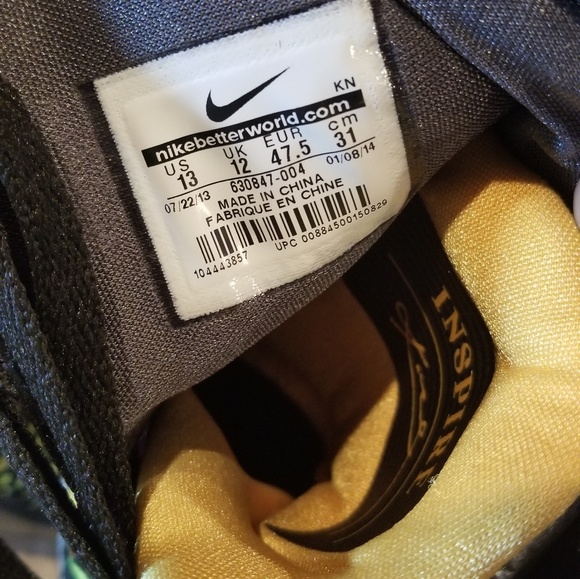 KN
nikebetterworld.com
US UK EUR cm
13 12 47.5 31
07/22/13 630847-004 01/08/14
MADE IN CHINA
FABRIQUE EN CHINE
104443857 UPC 00884500150829
INSPIRE